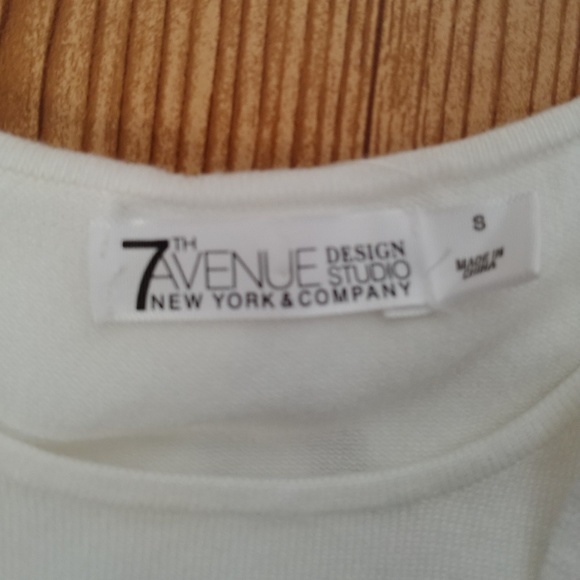 7TH AVENUE DESIGN STUDIO
NEW YORK & COMPANY
S
MADE IN
CHINA